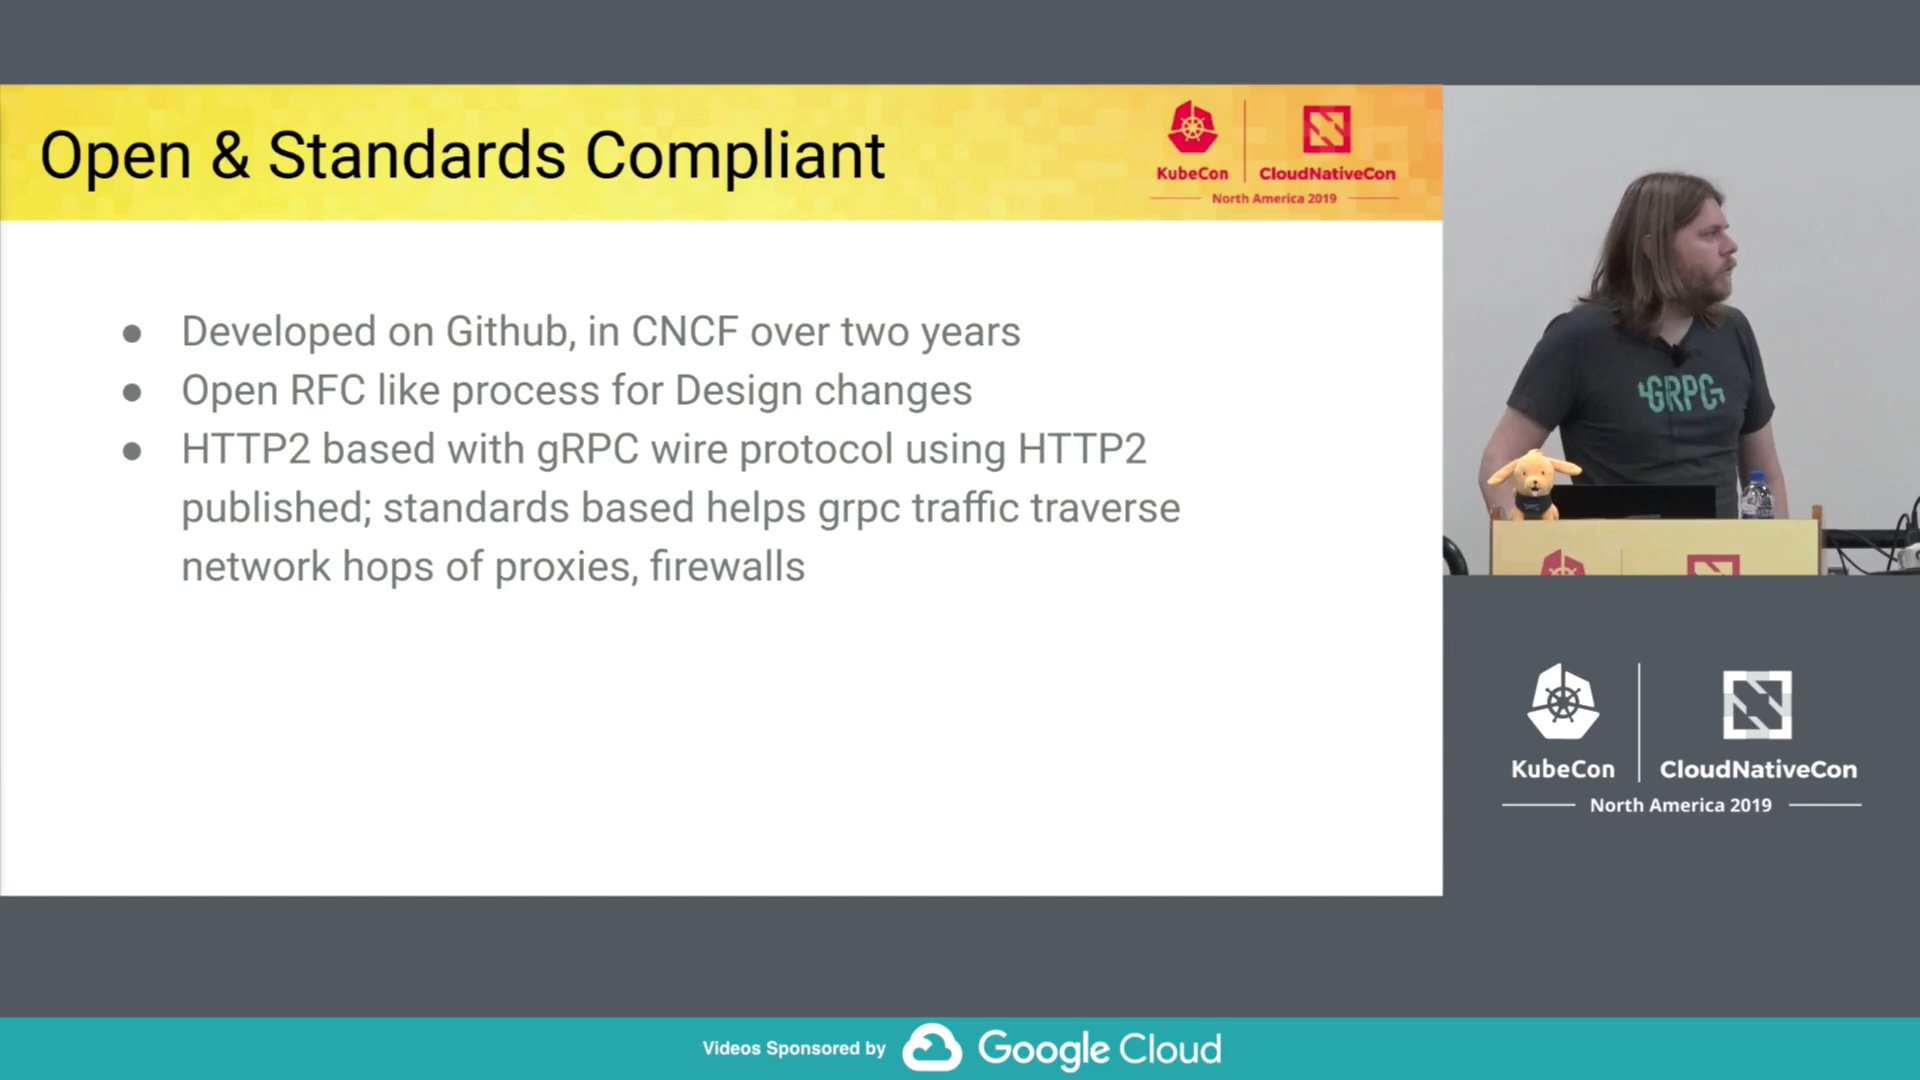 Open & Standards Compliant
KubeCon
CloudNativeCon
North America 2019
● Developed on Github, in CNCF over two years
● Open RFC like process for Design changes
● HTTP2 based with gRPC wire protocol using HTTP2
published; standards based helps grpc traffic traverse
network hops of proxies, firewalls
GRPC
KubeCon
CloudNativeCon
North America 2019
Videos Sponsored by
Google Cloud